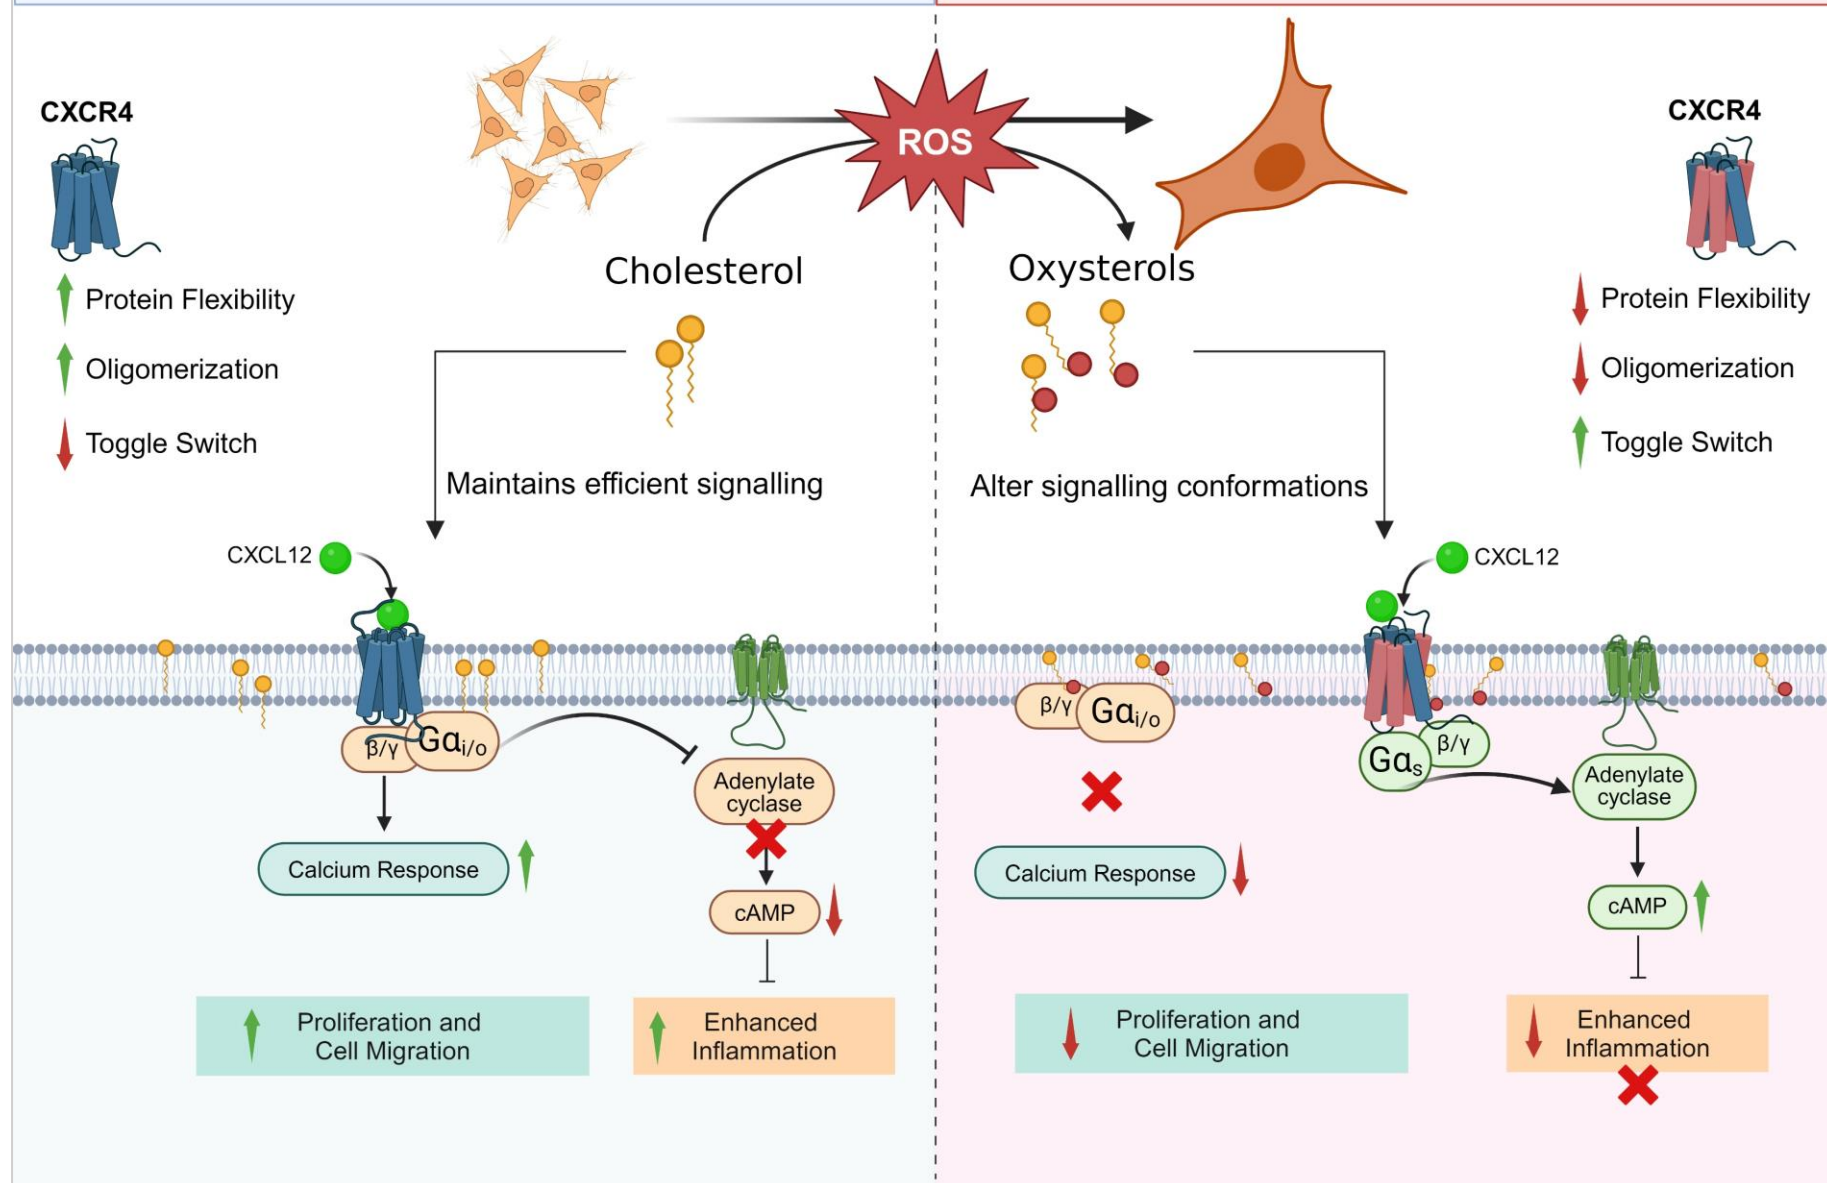 CXCR4
Protein Flexibility
Oligomerization
Toggle Switch
ROS
Cholesterol
Oxysterols
CXCR4
Protein Flexibility
Oligomerization
Toggle Switch
Maintains efficient signalling
Alter signalling conformations
CXCL12
β/γ
Gαi/o
Adenylate
cyclase
Calcium Response
cAMP
Proliferation and
Cell Migration
Enhanced
Inflammation
CXCL12
β/γ
Gαi/o
Gαs
β/γ
Adenylate
cyclase
Calcium Response
cAMP
Proliferation and
Cell Migration
Enhanced
Inflammation